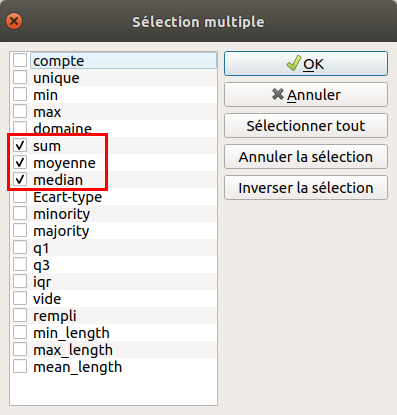 Sélection multiple
compte
unique
min
max
domaine
sum
moyenne
median
Ecart-type
minority
majority
q1
q3
iqr
vide
rempli
min_length
max_length
mean_length
OK
Annuler
Sélectionner tout
Annuler la sélection
Inverser la sélection